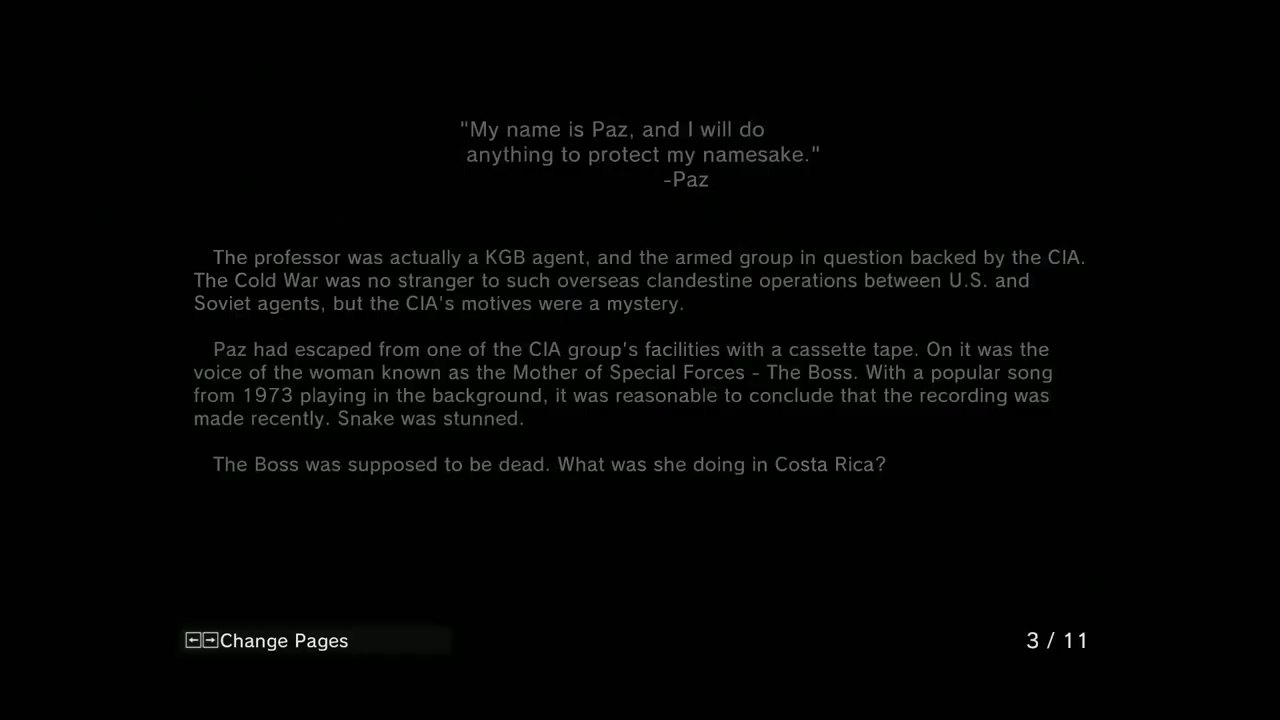 "My name is Paz, and I will do
anything to protect my namesake."
-Paz
The professor was actually a KGB agent, and the armed group in question backed by the CIA.
The Cold War was no stranger to such overseas clandestine operations between U.S. and
Soviet agents, but the CIA's motives were a mystery.
Paz had escaped from one of the CIA group's facilities with a cassette tape. On it was the
voice of the woman known as the Mother of Special Forces - The Boss. With a popular song
from 1973 playing in the background, it was reasonable to conclude that the recording was
made recently. Snake was stunned.
The Boss was supposed to be dead. What was she doing in Costa Rica?
←→Change Pages
3 / 11